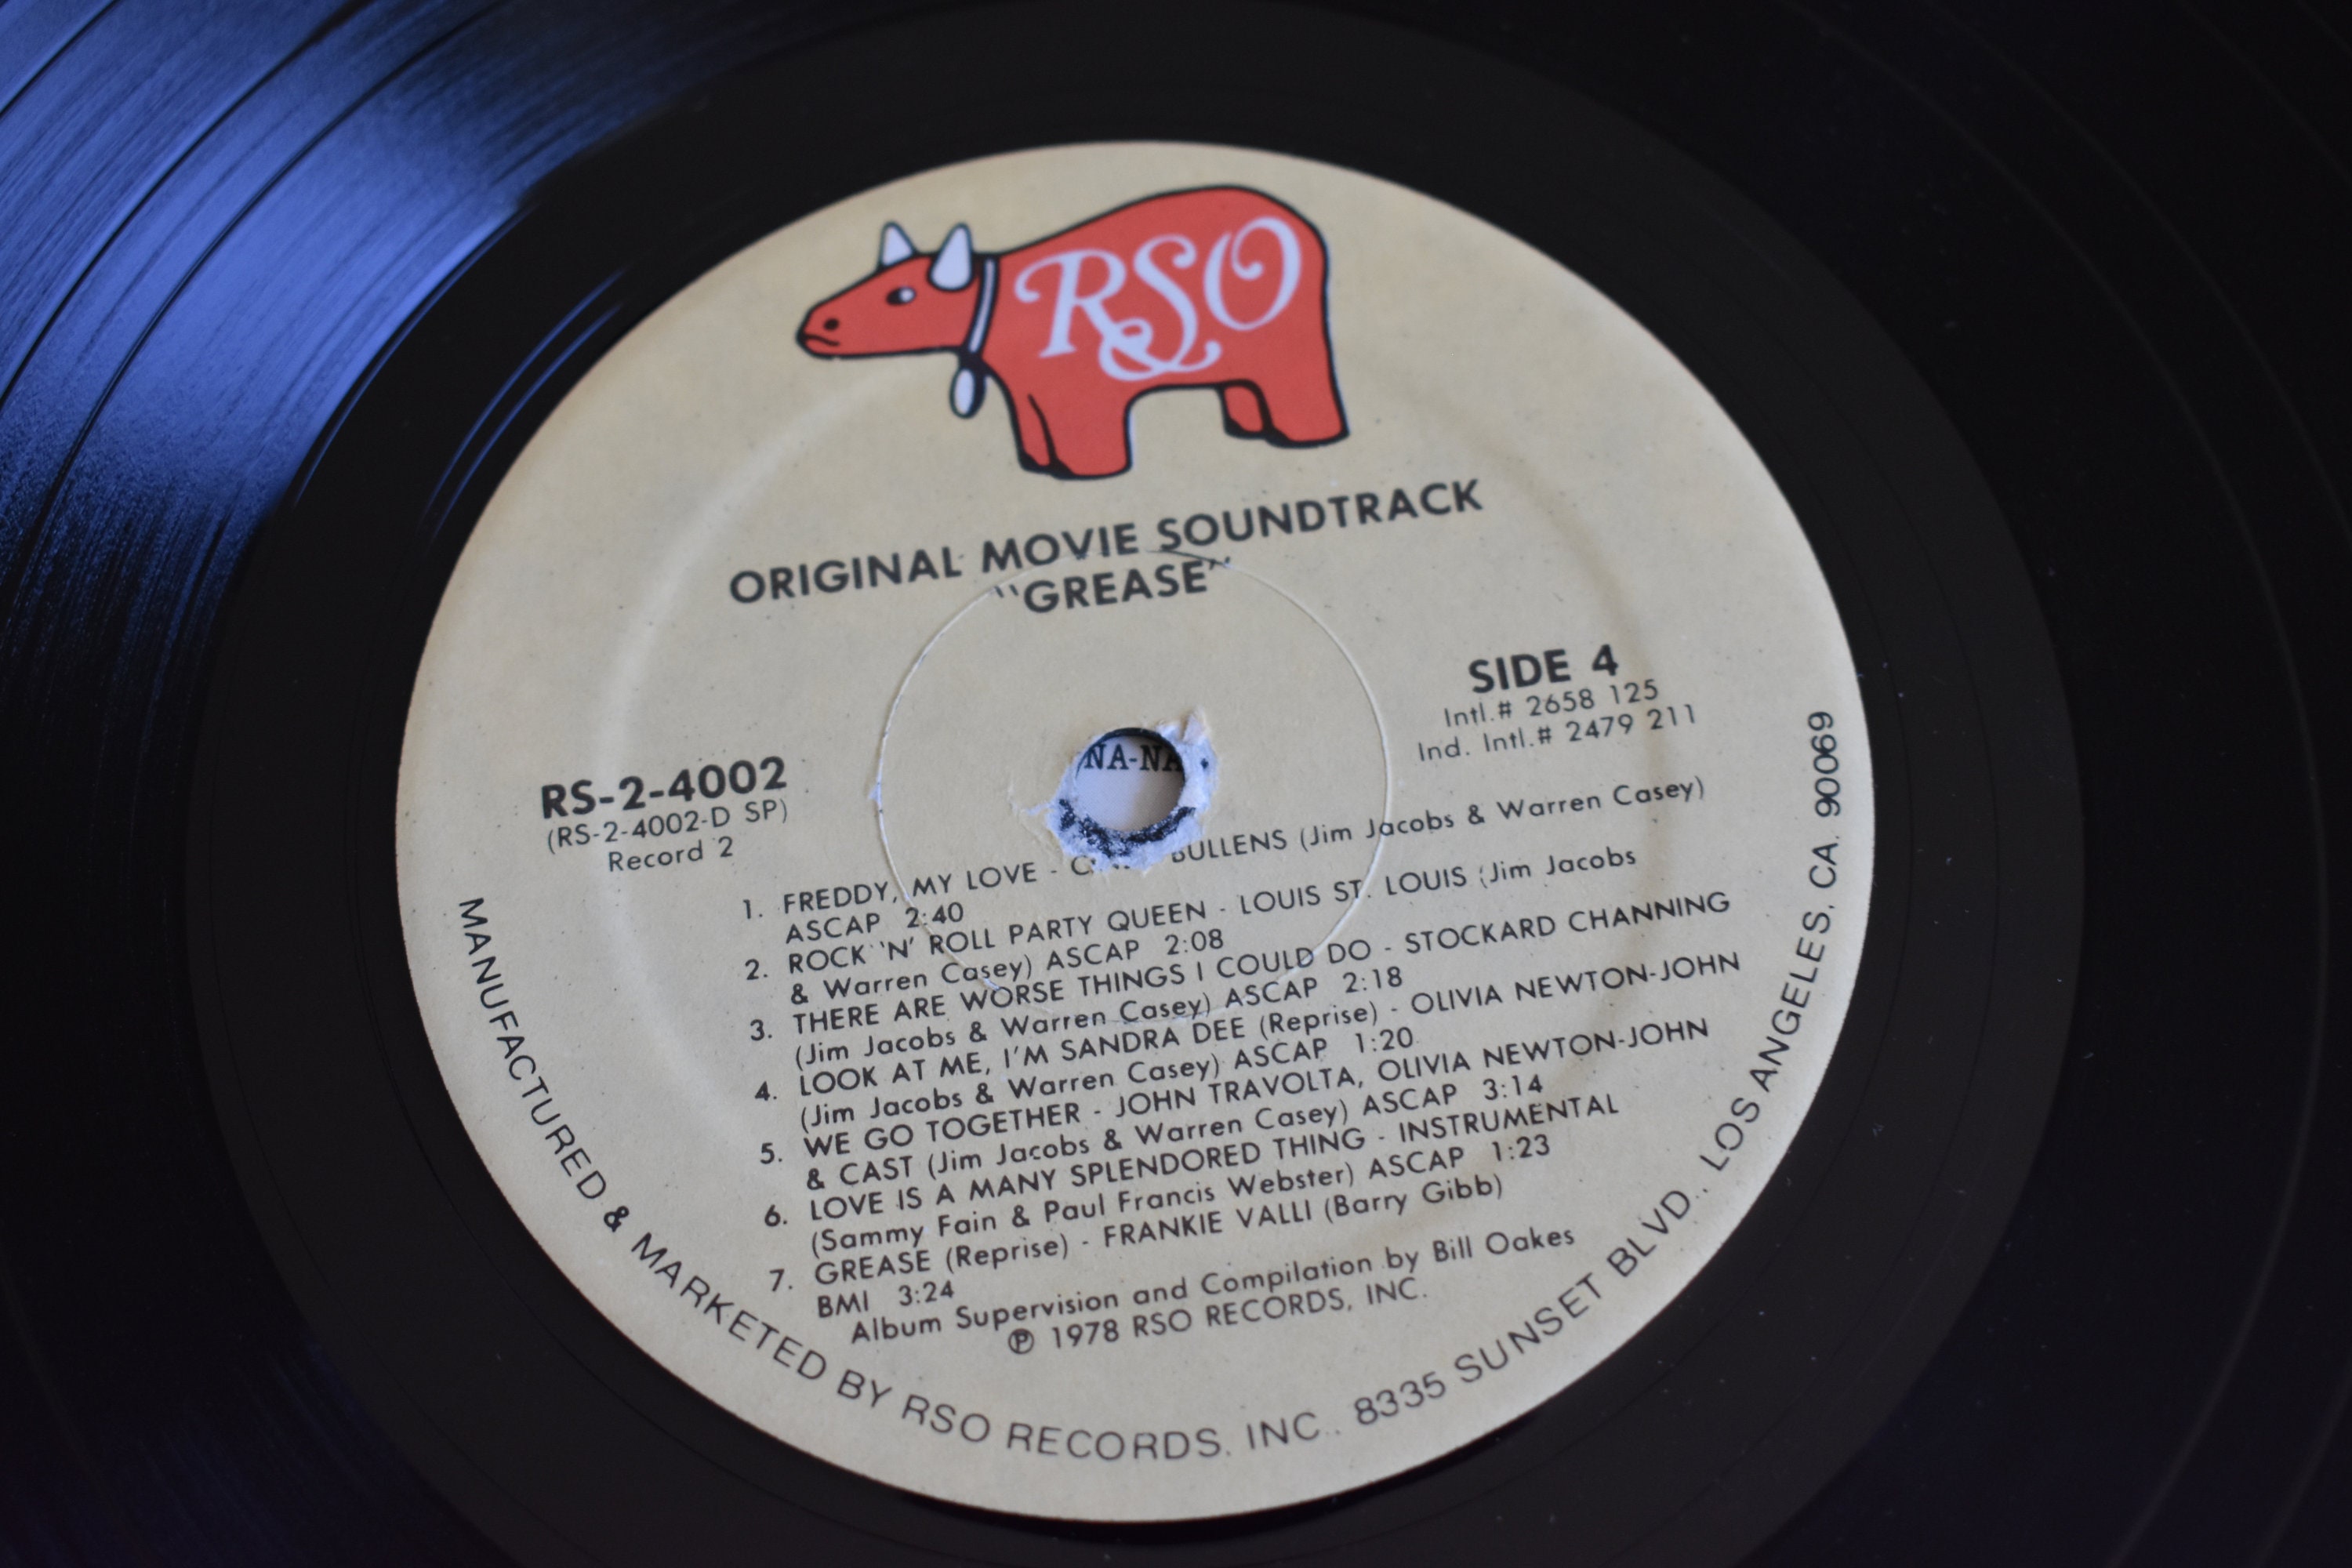 RSO
ORIGINAL MOVIE SOUNDTRACK
"GREASE"
SIDE 4
Intl.# 2658 125
Ind. Intl.# 2479 211
RS-2-4002
(RS-2-4002-D SP)
Record 2
NA-NA
1. FREDDY, MY LOVE - BULLENS (Jim Jacobs & Warren Casey)
ASCAP 2:40
2. ROCK 'N' ROLL PARTY QUEEN - LOUIS ST. LOUIS (Jim Jacobs
& Warren Casey) ASCAP 2:08
3. THERE ARE WORSE THINGS I COULD DO - STOCKARD CHANNING
(Jim Jacobs & Warren Casey) ASCAP 2:18
4. LOOK AT ME, I'M SANDRA DEE (Reprise) - OLIVIA NEWTON-JOHN
(Jim Jacobs & Warren Casey) ASCAP 1:20
5. WE GO TOGETHER - JOHN TRAVOLTA, OLIVIA NEWTON-JOHN
& CAST (Jim Jacobs & Warren Casey) ASCAP 3:14
6. LOVE IS A MANY SPLENDORED THING - INSTRUMENTAL
(Sammy Fain & Paul Francis Webster) ASCAP 1:23
7. GREASE (Reprise) - FRANKIE VALLI (Barry Gibb)
BMI 3:24
Album Supervision and Compilation by Bill Oakes
℗ 1978 RSO RECORDS, INC.
MANUFACTURED & MARKETED BY RSO RECORDS, INC., 8335 SUNSET BLVD., LOS ANGELES, CA. 90069